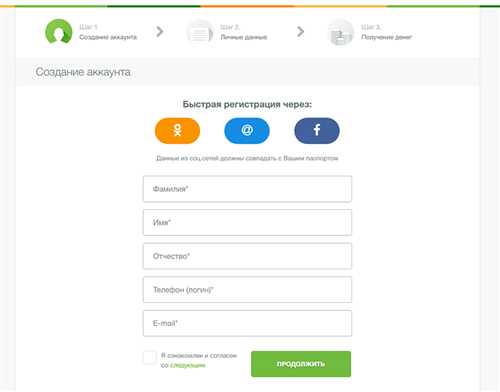 Шаг 1
Создание аккаунта
Шаг 2.
Личные данные
Шаг 3.
Получение денег
Создание аккаунта
Быстрая регистрация через:
@
f
Данные из соц.сетей должны совпадать с Вашим паспортом
Фамилия*
Имя*
Отчество*
Телефон (логин)*
E-mail*
Я ознакомлен и согласен
со следующим
ПРОДОЛЖИТЬ